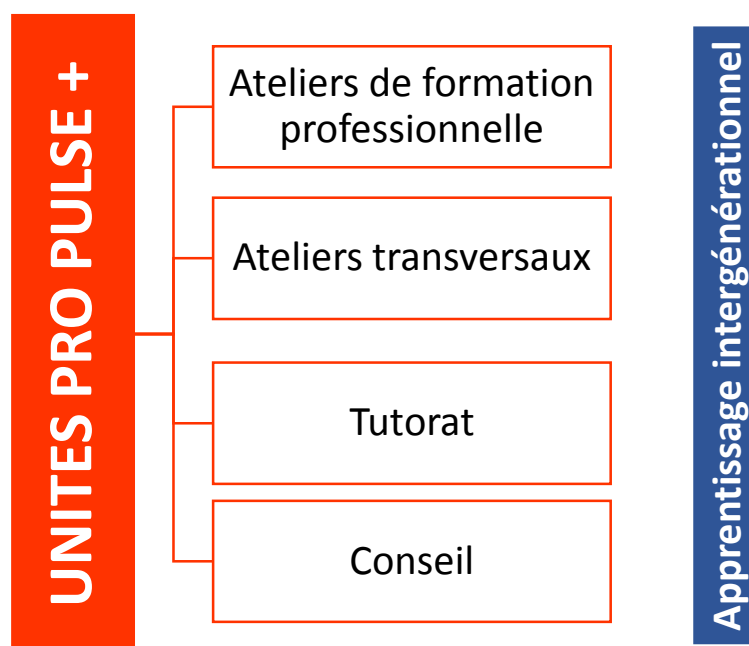 UNITES PRO PULSE +
Ateliers de formation
professionnelle
Ateliers transversaux
Tutorat
Conseil
Apprentissage intergénérationnel